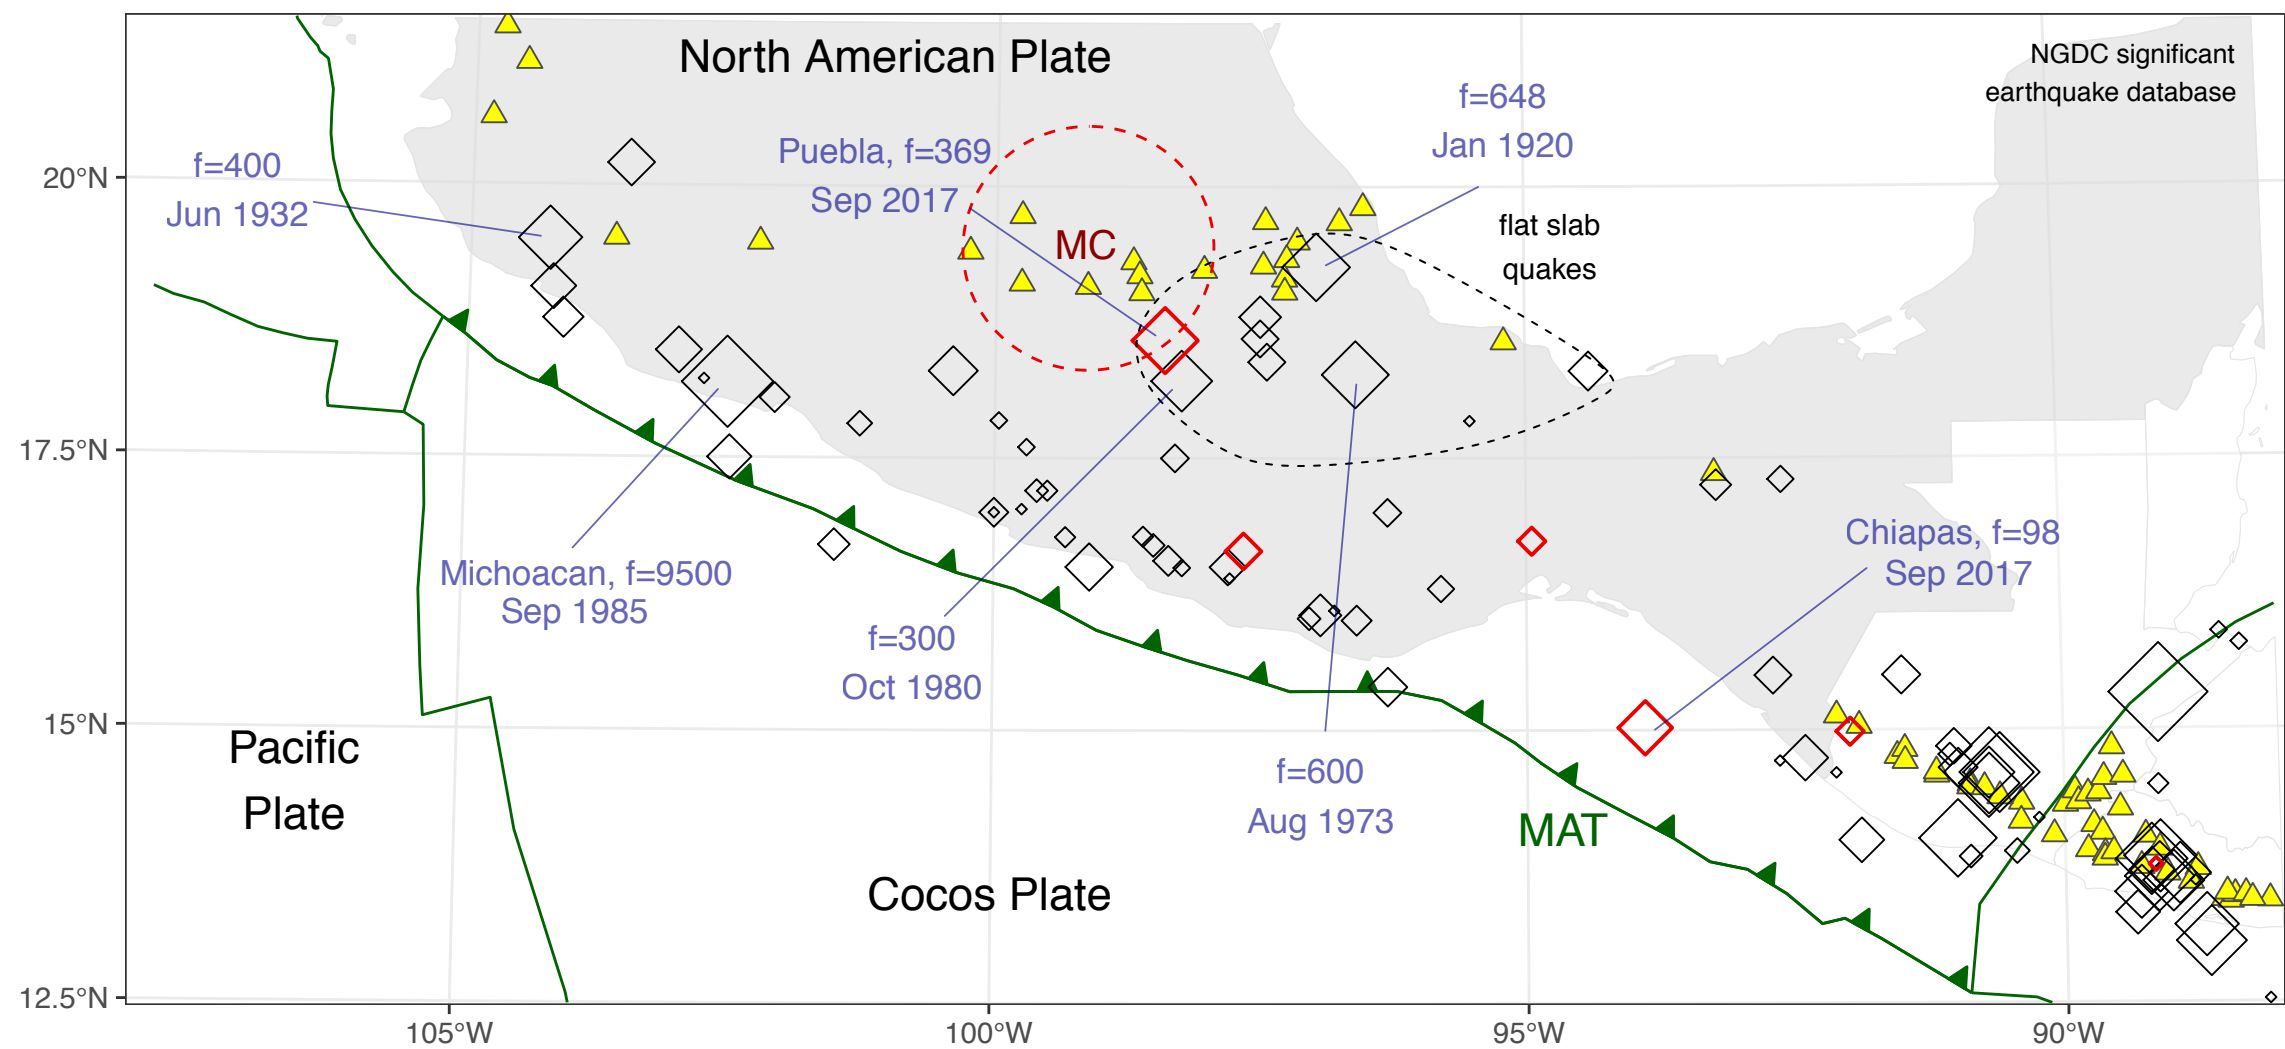 North American Plate
NGDC significant
earthquake database
f=648
Jan 1920
Puebla, f=369
Sep 2017
f=400
Jun 1932
20°N
MC
flat slab
quakes
17.5°N
Michoacan, f=9500
Sep 1985
Chiapas, f=98
Sep 2017
f=300
Oct 1980
15°N
Pacific
Plate
f=600
Aug 1973
MAT
Cocos Plate
12.5°N
105°W
100°W
95°W
90°W